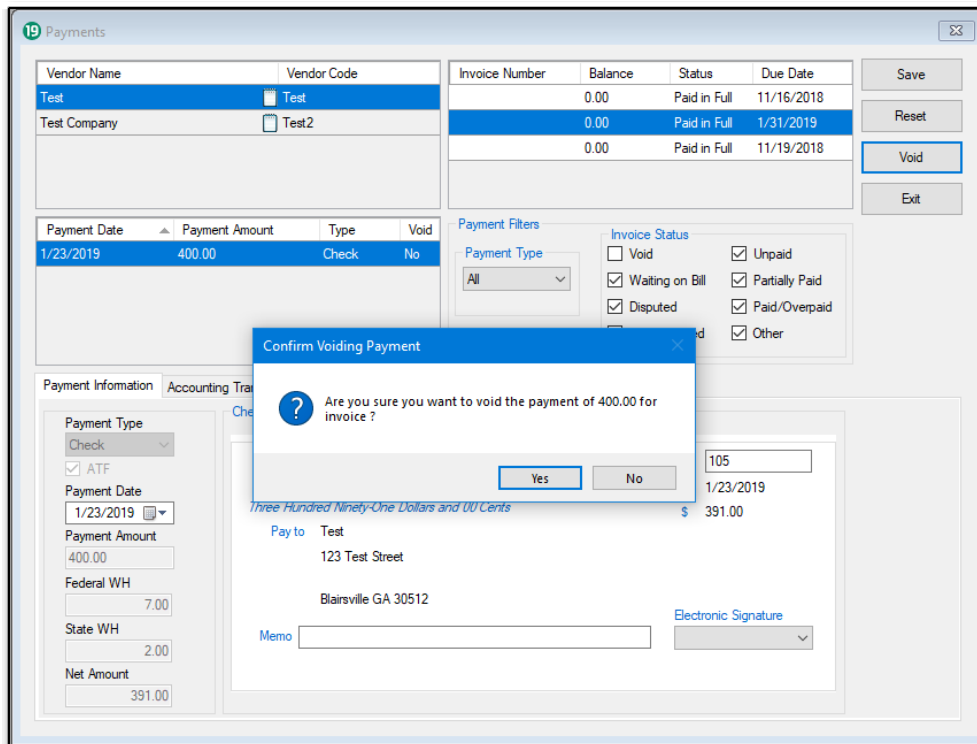 19 Payments
Vendor Name Vendor Code
Test Test
Test Company Test2
Invoice Number Balance Status Due Date
0.00 Paid in Full 11/16/2018
0.00 Paid in Full 1/31/2019
0.00 Paid in Full 11/19/2018
Save
Reset
Void
Exit
Payment Date Payment Amount Type Void
1/23/2019 400.00 Check No
Payment Filters
Payment Type
All
Invoice Status
Void Unpaid
Waiting on Bill Partially Paid
Disputed Paid/Overpaid
ed Other
Confirm Voiding Payment
Are you sure you want to void the payment of 400.00 for
invoice ?
Yes No
Payment Information Accounting Tra
Payment Type
Check
ATF
Payment Date
1/23/2019
Payment Amount
400.00
Federal WH
7.00
State WH
2.00
Net Amount
391.00
Che
105
1/23/2019
Three Hundred Ninety-One Dollars and 00 Cents $ 391.00
Pay to Test
123 Test Street
Blairsville GA 30512
Memo
Electronic Signature